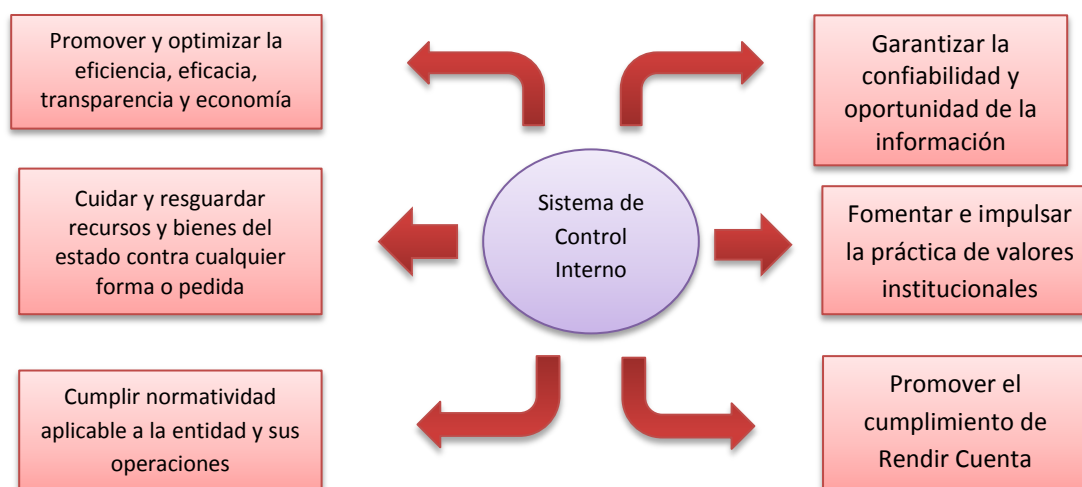 Promover y optimizar la
eficiencia, eficacia,
transparencia y economía
Cuidar y resguardar
recursos y bienes del
estado contra cualquier
forma o pedida
Cumplir normatividad
aplicable a la entidad y sus
operaciones
Sistema de
Control
Interno
Garantizar la
confiabilidad y
oportunidad de la
información
Fomentar e impulsar
la práctica de valores
institucionales
Promover el
cumplimiento de
Rendir Cuenta